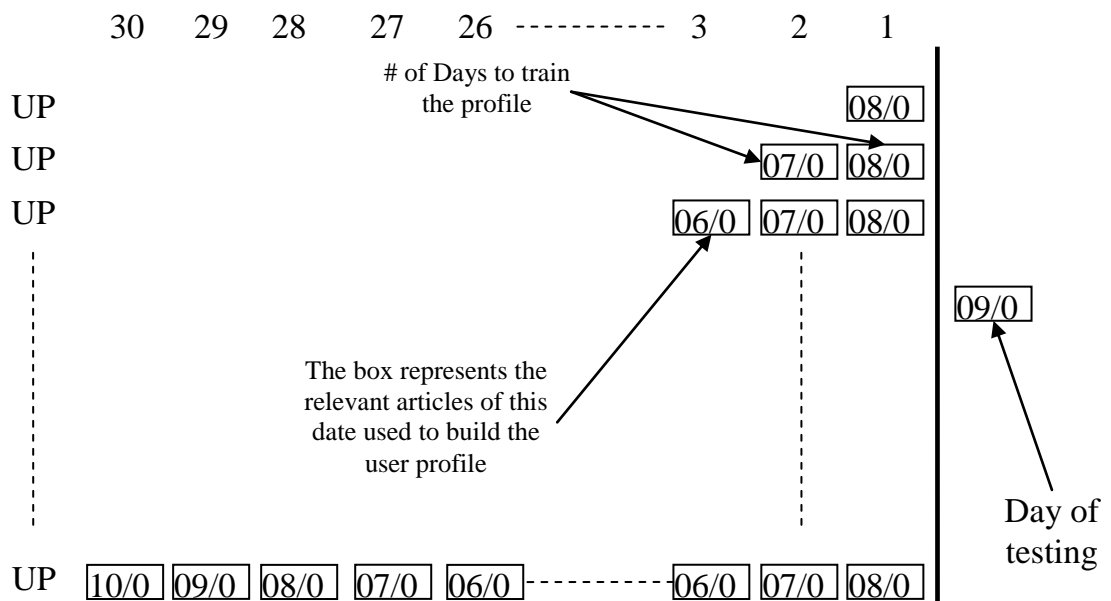 30 29 28 27 26 3 2 1
# of Days to train
the profile
UP 08/0
UP 07/0 08/0
UP 06/0 07/0 08/0
09/0
The box represents the
relevant articles of this
date used to build the
user profile
Day of
testing
UP 10/0 09/0 08/0 07/0 06/0 06/0 07/0 08/0